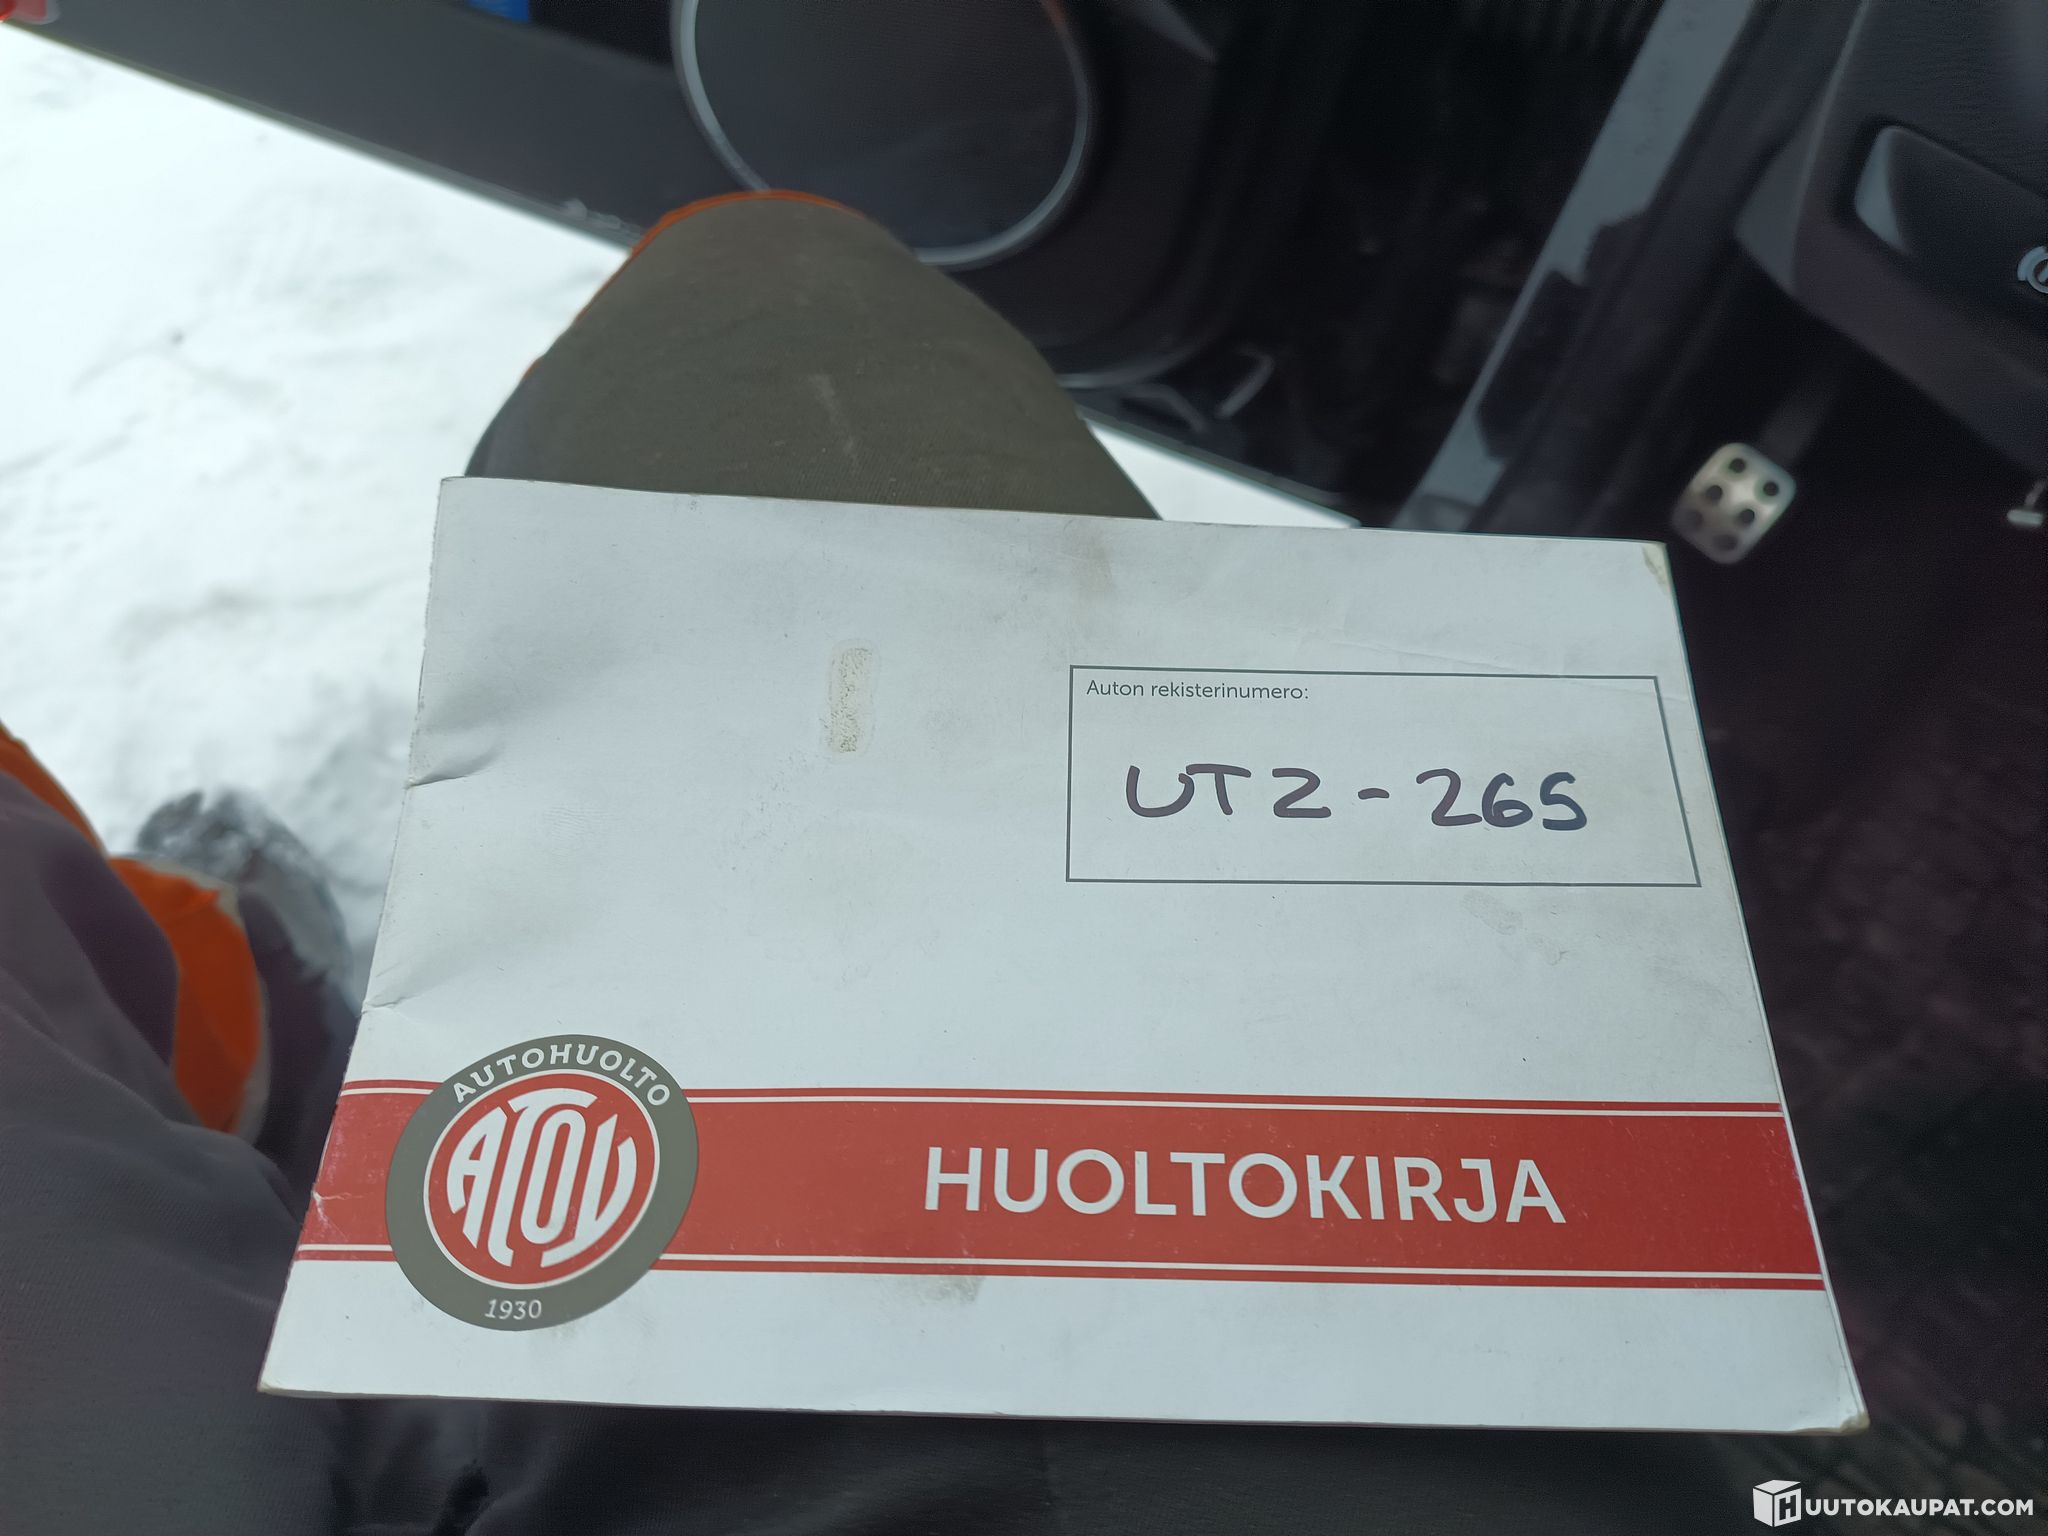 Auton rekisterinumero:
UTZ-265
AUTOHUOLTO
ATOY
1930
HUOLTOKIRJA
HUUTOKAUPAT.COM